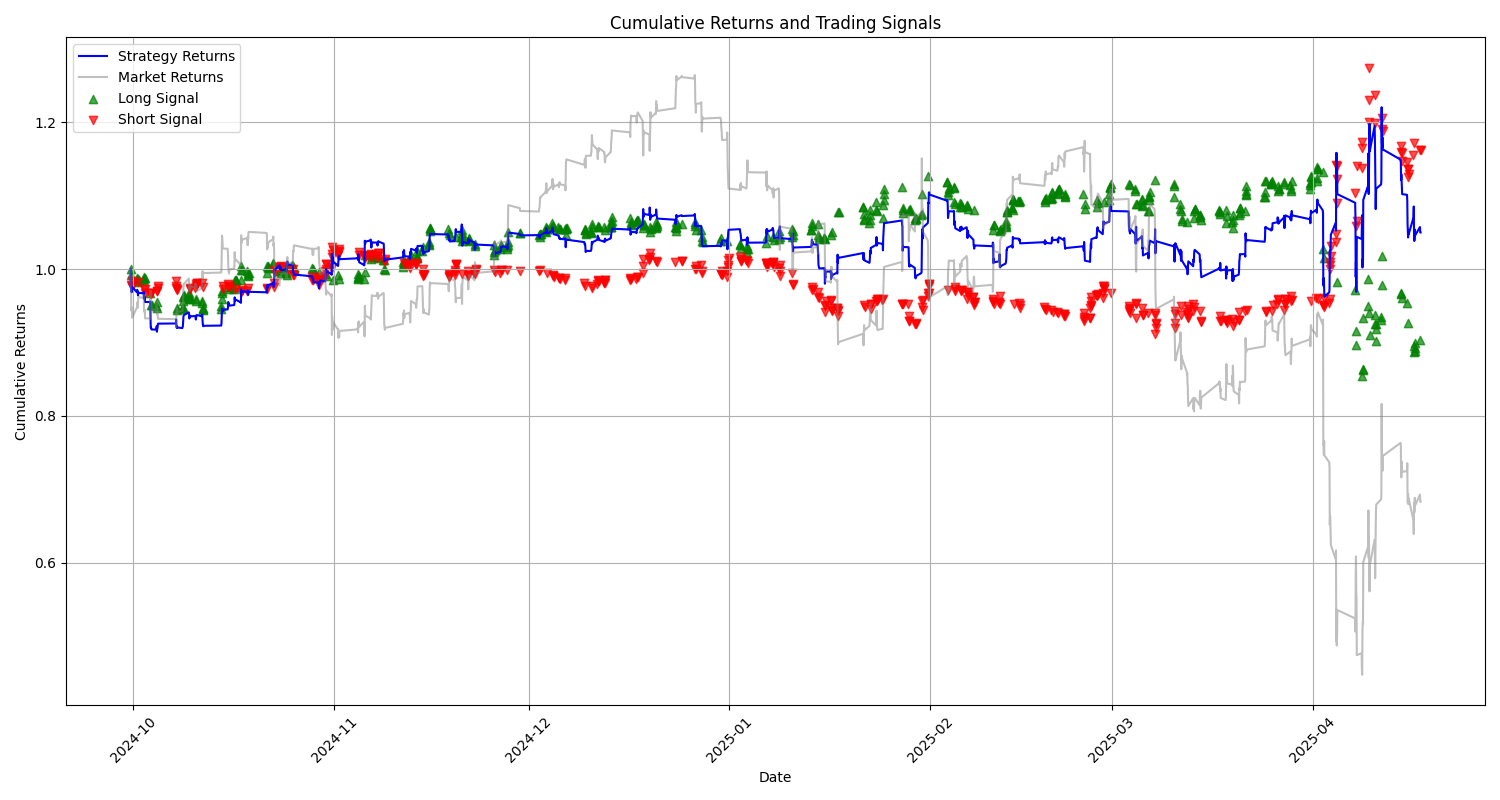 Cumulative Returns and Trading Signals
Strategy Returns
Market Returns
Long Signal
Short Signal
Cumulative Returns
1.2
1.0
0.8
0.6
2024-10
2024-11
2024-12
2025-01
2025-02
2025-03
2025-04
Date